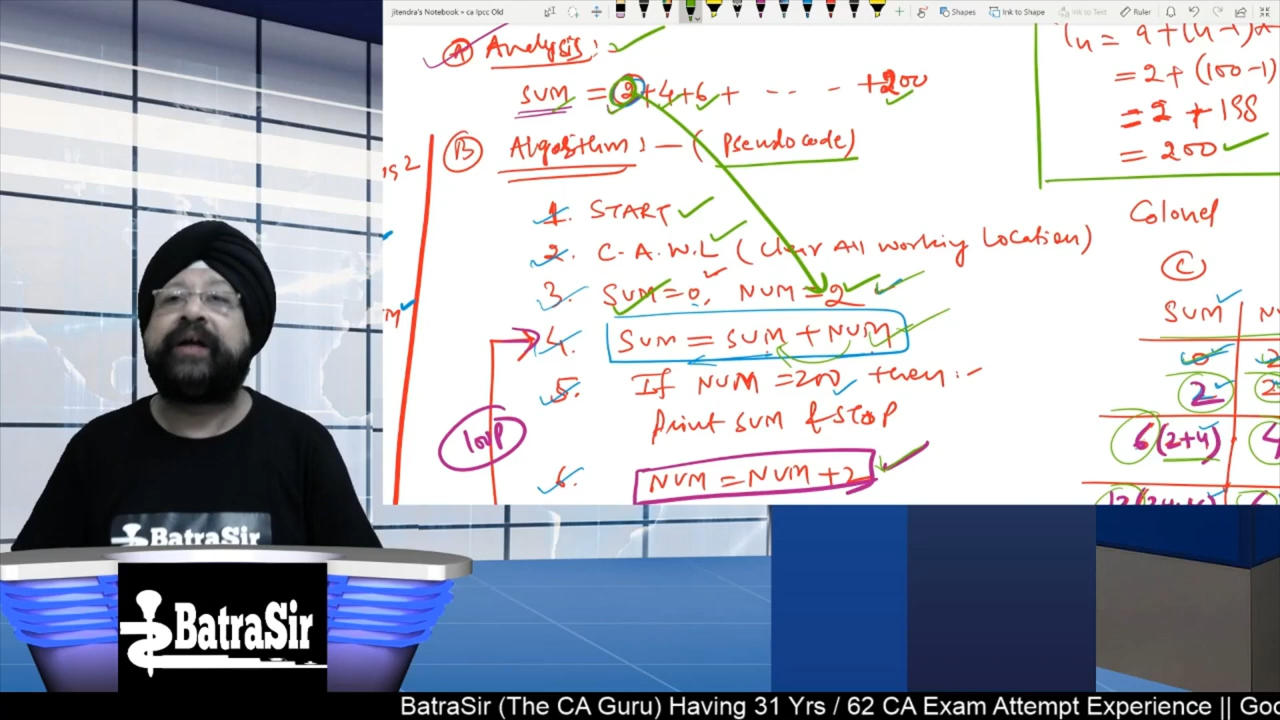 jitendra's Notebook » ca Ipcc Old
Shapes
Ink to Shape
Ink to Text
Ruler
A Analysis:
SUM = 2+4+6+ ---- +200
B Algorithm:- (Pseudocode)
1. START
2. C.A.W.L (Clear All Working Location)
3. SUM=0, NUM=2
4. SUM = SUM + NUM
5. If NUM =200 then:-
Print SUM & Stop
loop
6. NUM = NUM +2
= 2+(100-1)
= 2 + 198
= 200
Colonel
C
SUM
0
2
6(2+4)
4
BatraSir
BatraSir
BatraSir (The CA Guru) Having 31 Yrs / 62 CA Exam Attempt Experience || Goo